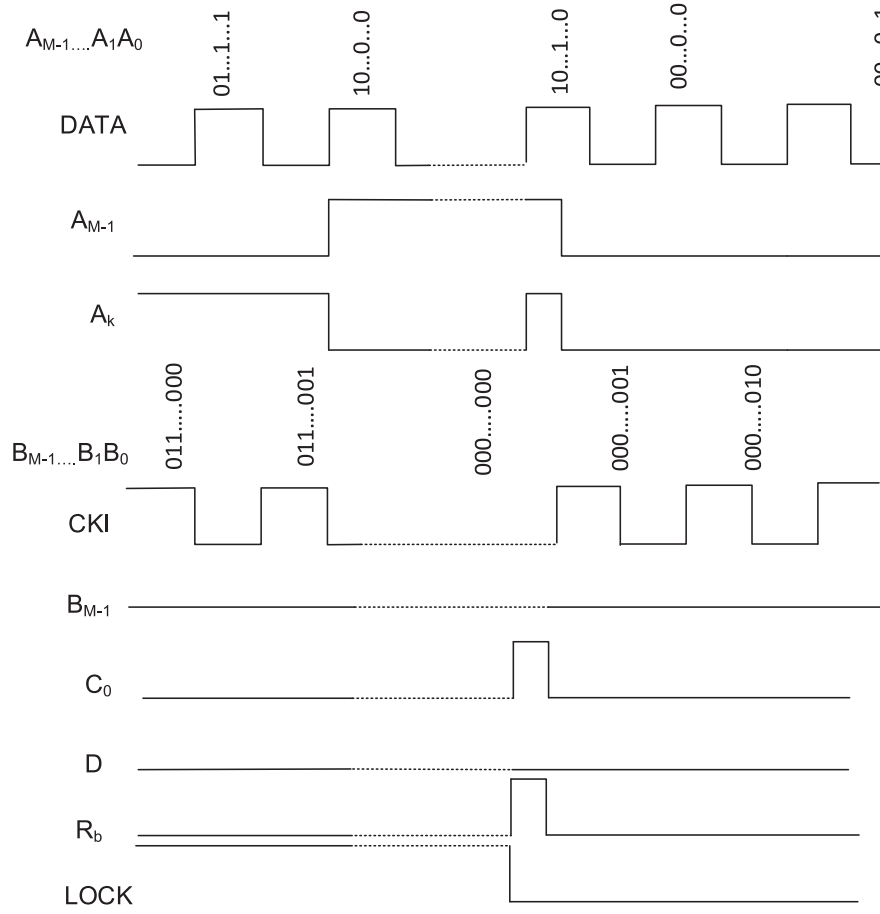 A_{M-1....}A_1A_0
01...1...1
10...0...0
10...1...0
00...0...0
DATA
A_{M-1}
A_k
B_{M-1....}B_1B_0
011.....000
011.....001
000.....000
000.....001
000.....010
CKI
B_{M-1}
C_0
D
R_b
LOCK